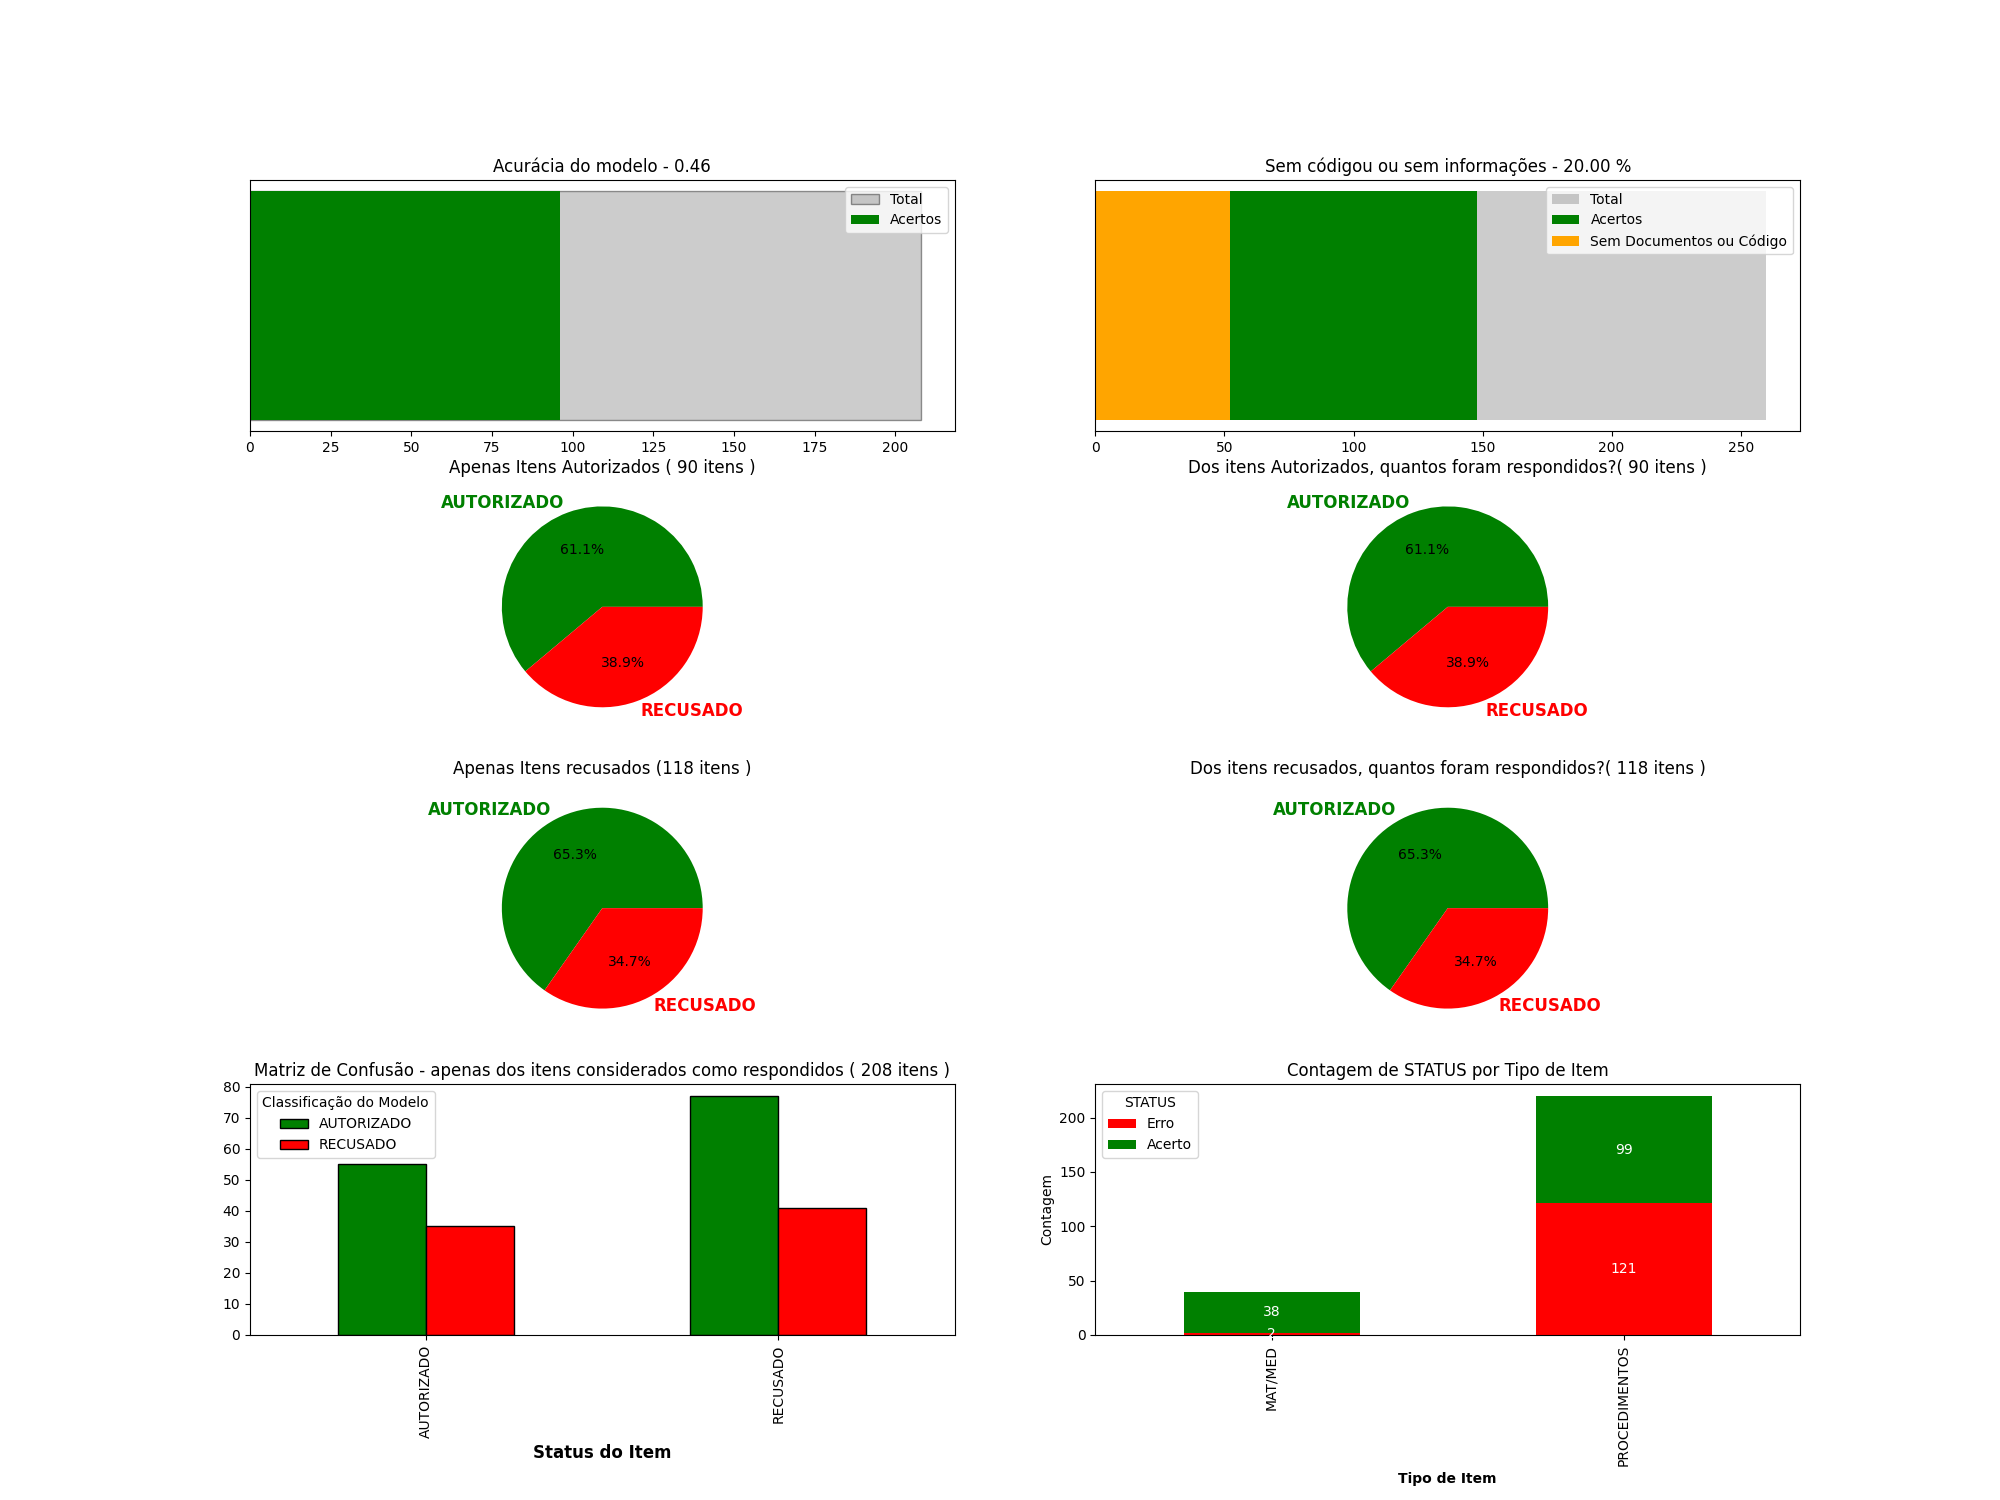 Acurácia do modelo - 0.46
Total
Acertos
0 25 50 75 100 125 150 175 200
Sem códigou ou sem informações - 20.00 %
Total
Acertos
Sem Documentos ou Código
0 50 100 150 200 250
Apenas Itens Autorizados ( 90 itens )
AUTORIZADO
61.1%
38.9%
RECUSADO
Dos itens Autorizados, quantos foram respondidos?( 90 itens )
AUTORIZADO
61.1%
38.9%
RECUSADO
Apenas Itens recusados (118 itens )
AUTORIZADO
65.3%
34.7%
RECUSADO
Dos itens recusados, quantos foram respondidos?( 118 itens )
AUTORIZADO
65.3%
34.7%
RECUSADO
Matriz de Confusão - apenas dos itens considerados como respondidos ( 208 itens )
Classificação do Modelo
AUTORIZADO
RECUSADO
80
70
60
50
40
30
20
10
0
AUTORIZADO
RECUSADO
Status do Item
Contagem de STATUS por Tipo de Item
STATUS
Erro
Acerto
Contagem
200
150
100
50
0
99
121
38
2
MAT/MED
PROCEDIMENTOS
Tipo de Item